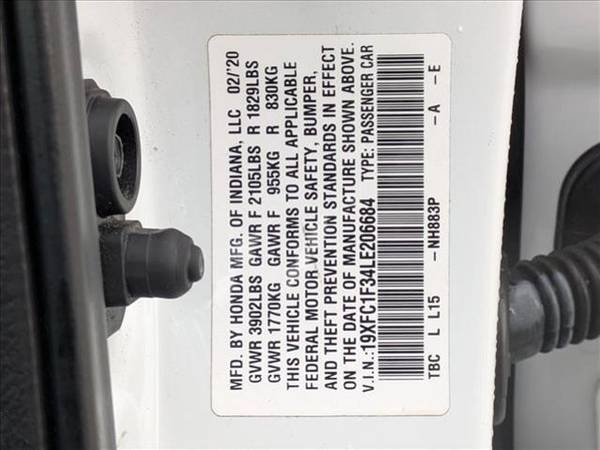 MFD. BY HONDA MFG. OF INDIANA, LLC 02/'20
GVWR 3902LBS GAWR F 2105LBS R 1829LBS
GVWR 1770KG GAWR F 955KG R 830KG
THIS VEHICLE CONFORMS TO ALL APPLICABLE
FEDERAL MOTOR VEHICLE SAFETY, BUMPER,
AND THEFT PREVENTION STANDARDS IN EFFECT
ON THE DATE OF MANUFACTURE SHOWN ABOVE.
V.I.N.:19XFC1F34LE206684 TYPE: PASSENGER CAR
TBC L L15 -NH883P -A -E